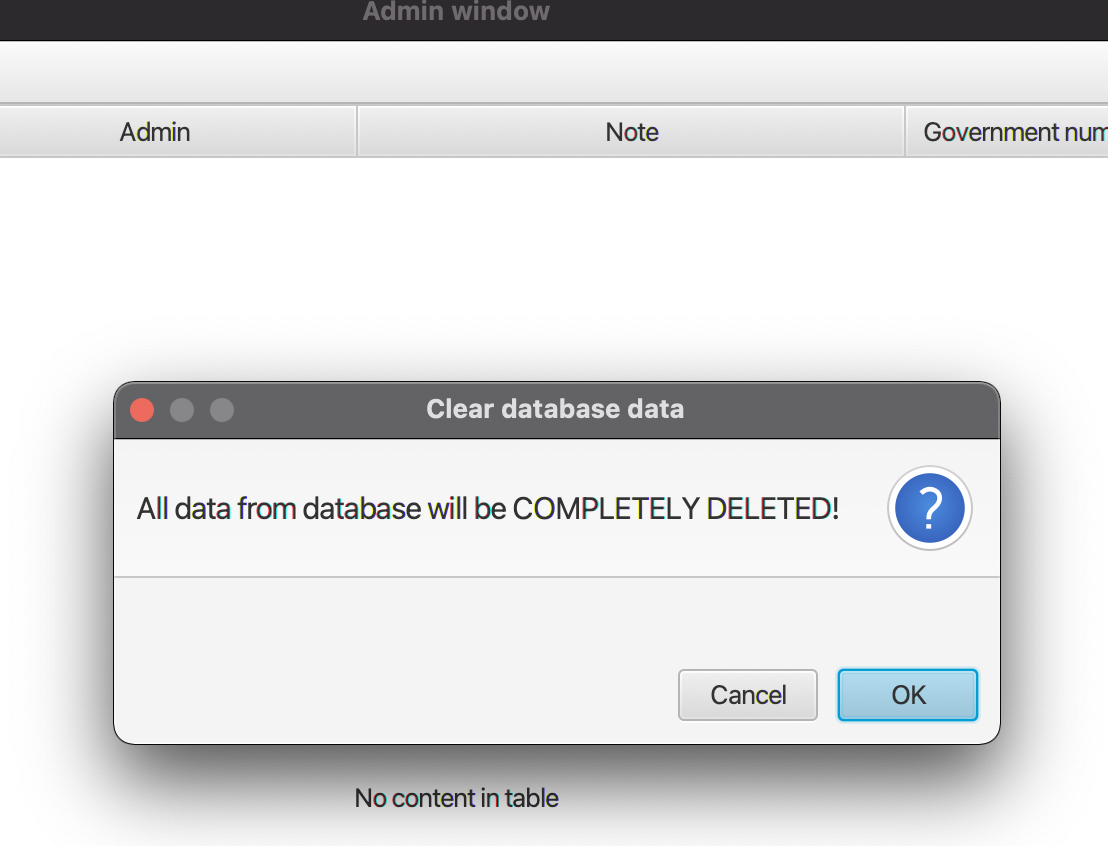 Admin window
Admin Note Government num
Clear database data
All data from database will be COMPLETELY DELETED!
?
Cancel OK
No content in table